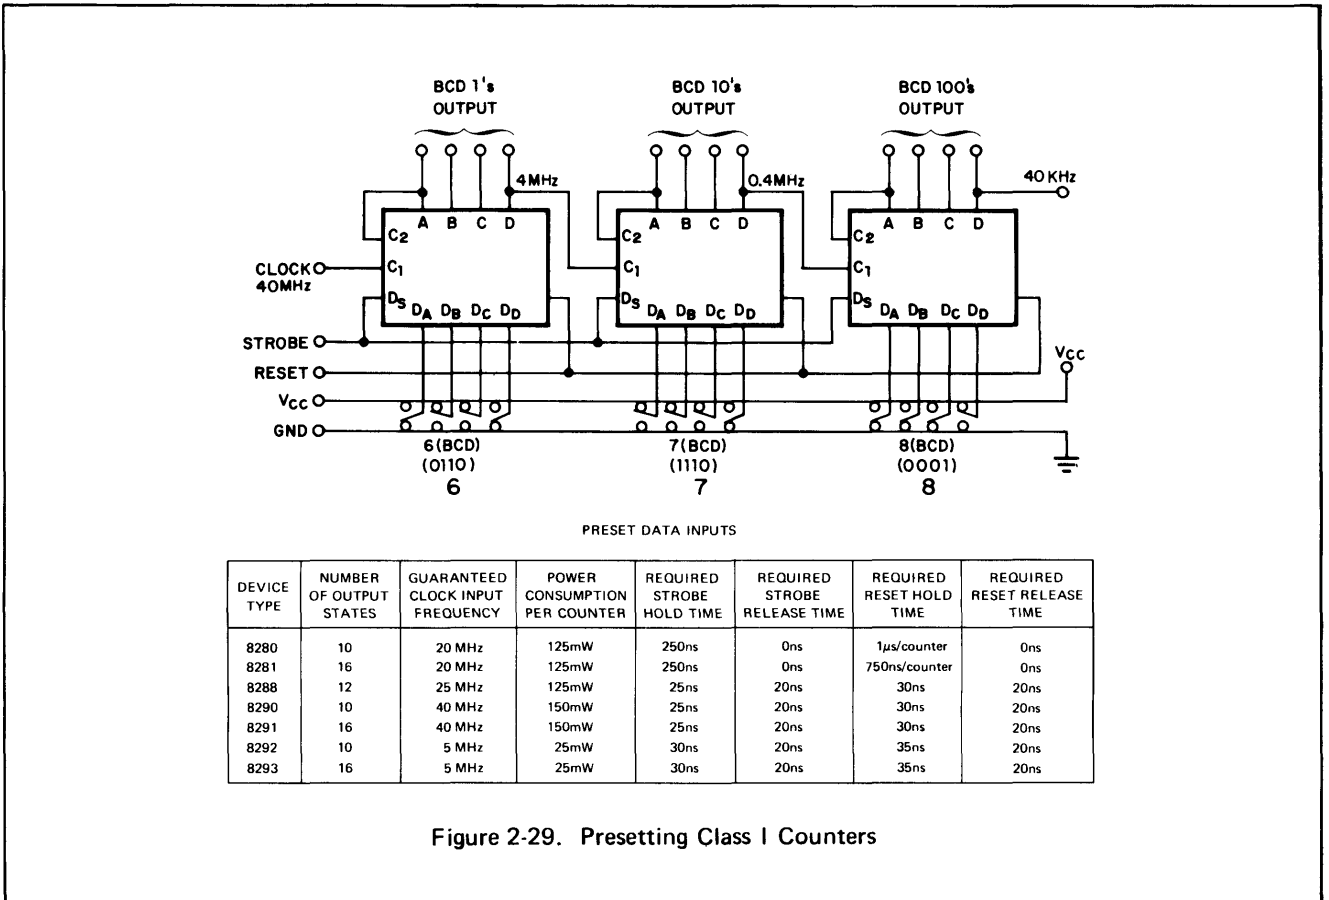 BCD 1's OUTPUT
BCD 10's OUTPUT
BCD 100's OUTPUT
4MHz
0.4MHz
40 KHz
A B C D
A B C D
A B C D
C2
C2
C2
CLOCK
40MHz
C1
C1
C1
DS
DS
DS
DA DB DC DD
DA DB DC DD
DA DB DC DD
STROBE
RESET
VCC
VCC
GND
6 (BCD)
(0110)
6
7 (BCD)
(1110)
7
8 (BCD)
(0001)
8
PRESET DATA INPUTS
DEVICE TYPE | NUMBER OF OUTPUT STATES | GUARANTEED CLOCK INPUT FREQUENCY | POWER CONSUMPTION PER COUNTER | REQUIRED STROBE HOLD TIME | REQUIRED STROBE RELEASE TIME | REQUIRED RESET HOLD TIME | REQUIRED RESET RELEASE TIME
8280 10 20 MHz 125mW 250ns 0ns 1µs/counter 0ns
8281 16 20 MHz 125mW 250ns 0ns 750ns/counter 0ns
8288 12 25 MHz 125mW 25ns 20ns 30ns 20ns
8290 10 40 MHz 150mW 25ns 20ns 30ns 20ns
8291 16 40 MHz 150mW 25ns 20ns 30ns 20ns
8292 10 5 MHz 25mW 30ns 20ns 35ns 20ns
8293 16 5 MHz 25mW 30ns 20ns 35ns 20ns
Figure 2-29. Presetting Class I Counters